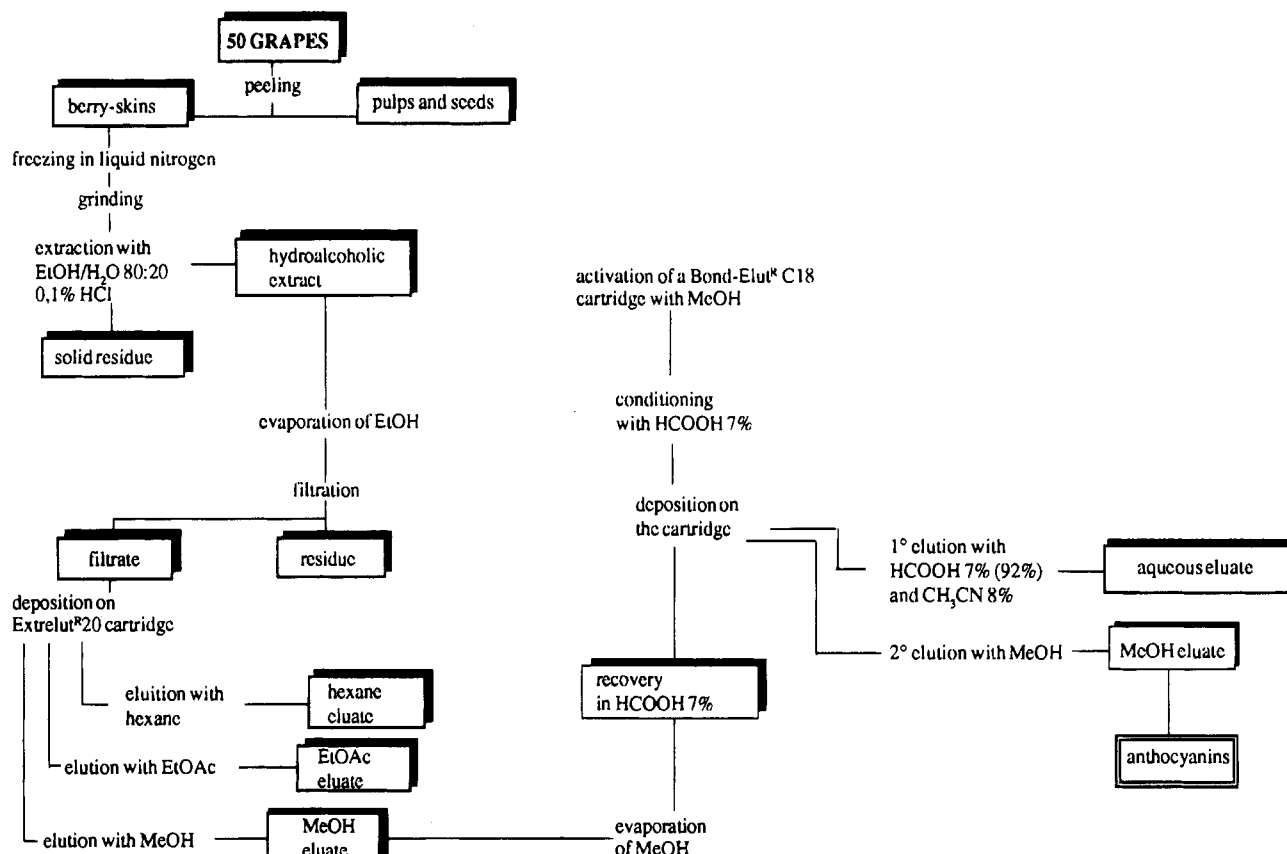 50 GRAPES
peeling
berry-skins
pulps and seeds
freezing in liquid nitrogen
grinding
extraction with
EtOH/H₂O 80:20
0,1% HCl
hydroalcoholic
extract
solid residue
evaporation of EtOH
filtration
filtrate
residue
deposition on
Extrelutᴿ20 cartridge
eluition with
hexane
hexane
eluate
elution with EtOAc
EtOAc
eluate
elution with MeOH
MeOH
eluate
evaporation
of MeOH
recovery
in HCOOH 7%
activation of a Bond-Elutᴿ C18
cartridge with MeOH
conditioning
with HCOOH 7%
deposition on
the cartridge
1° elution with
HCOOH 7% (92%)
and CH₃CN 8%
aqueous eluate
2° elution with MeOH
MeOH eluate
anthocyanins